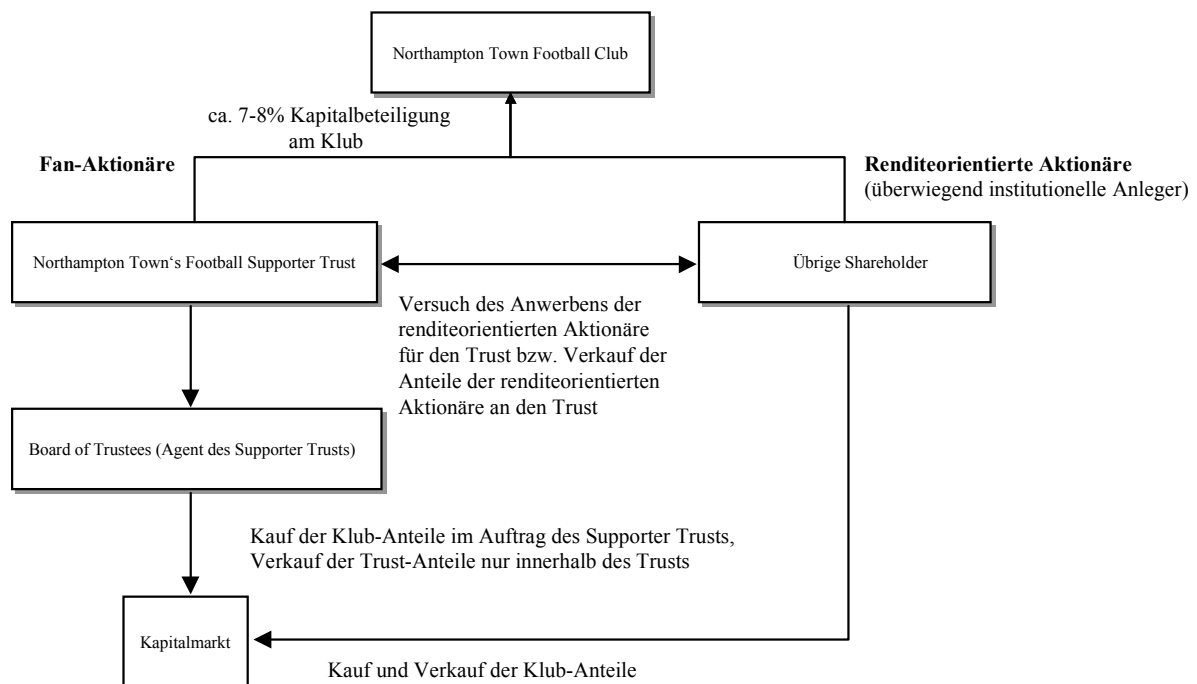 Northampton Town Football Club
ca. 7-8% Kapitalbeteiligung
am Klub
Fan-Aktionäre
Renditeorientierte Aktionäre
(überwiegend institutionelle Anleger)
Northampton Town‘s Football Supporter Trust
Übrige Shareholder
Versuch des Anwerbens der
renditeorientierten Aktionäre
für den Trust bzw. Verkauf der
Anteile der renditeorientierten
Aktionäre an den Trust
Board of Trustees (Agent des Supporter Trusts)
Kauf der Klub-Anteile im Auftrag des Supporter Trusts,
Verkauf der Trust-Anteile nur innerhalb des Trusts
Kapitalmarkt
Kauf und Verkauf der Klub-Anteile